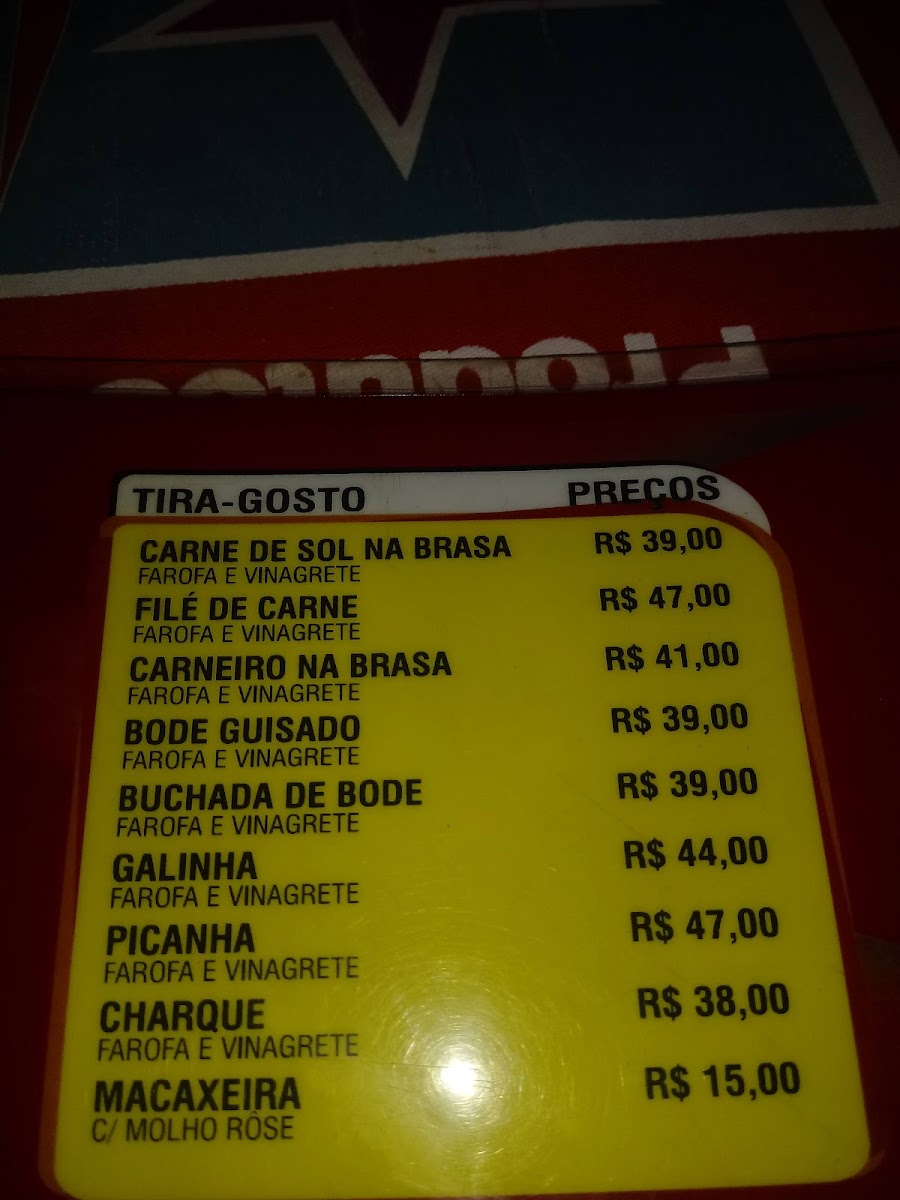 TIRA-GOSTO PREÇOS
CARNE DE SOL NA BRASA R$ 39,00
FAROFA E VINAGRETE
FILÉ DE CARNE R$ 47,00
FAROFA E VINAGRETE
CARNEIRO NA BRASA R$ 41,00
FAROFA E VINAGRETE
BODE GUISADO R$ 39,00
FAROFA E VINAGRETE
BUCHADA DE BODE R$ 39,00
FAROFA E VINAGRETE
GALINHA R$ 44,00
FAROFA E VINAGRETE
PICANHA R$ 47,00
FAROFA E VINAGRETE
CHARQUE R$ 38,00
FAROFA E VINAGRETE
MACAXEIRA R$ 15,00
C/ MOLHO RÔSE